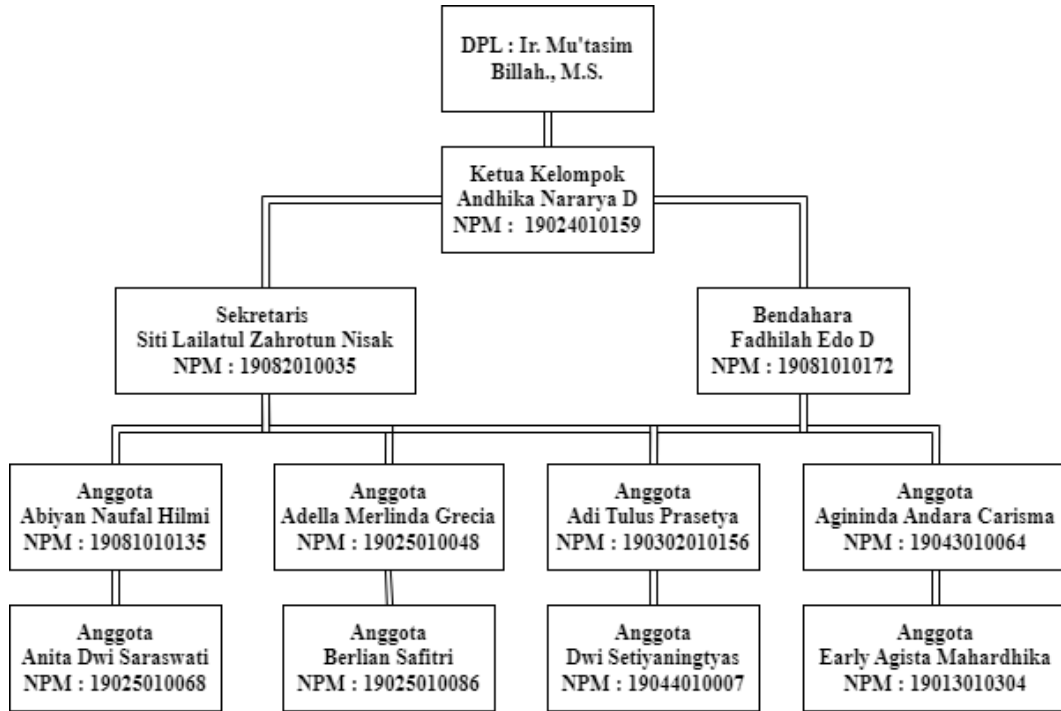 DPL : Ir. Mu'tasim
Billah., M.S.
Ketua Kelompok
Andhika Nararya D
NPM :  19024010159
Sekretaris
Siti Lailatul Zahrotun Nisak
NPM : 19082010035
Bendahara
Fadhilah Edo D
NPM : 19081010172
Anggota
Abiyan Naufal Hilmi
NPM : 19081010135
Anggota
Adella Merlinda Grecia
NPM : 19025010048
Anggota
Adi Tulus Prasetya
NPM : 190302010156
Anggota
Agininda Andara Carisma
NPM : 19043010064
Anggota
Anita Dwi Saraswati
NPM : 19025010068
Anggota
Berlian Safitri
NPM : 19025010086
Anggota
Dwi Setiyaningtyas
NPM : 19044010007
Anggota
Early Agista Mahardhika
NPM : 19013010304